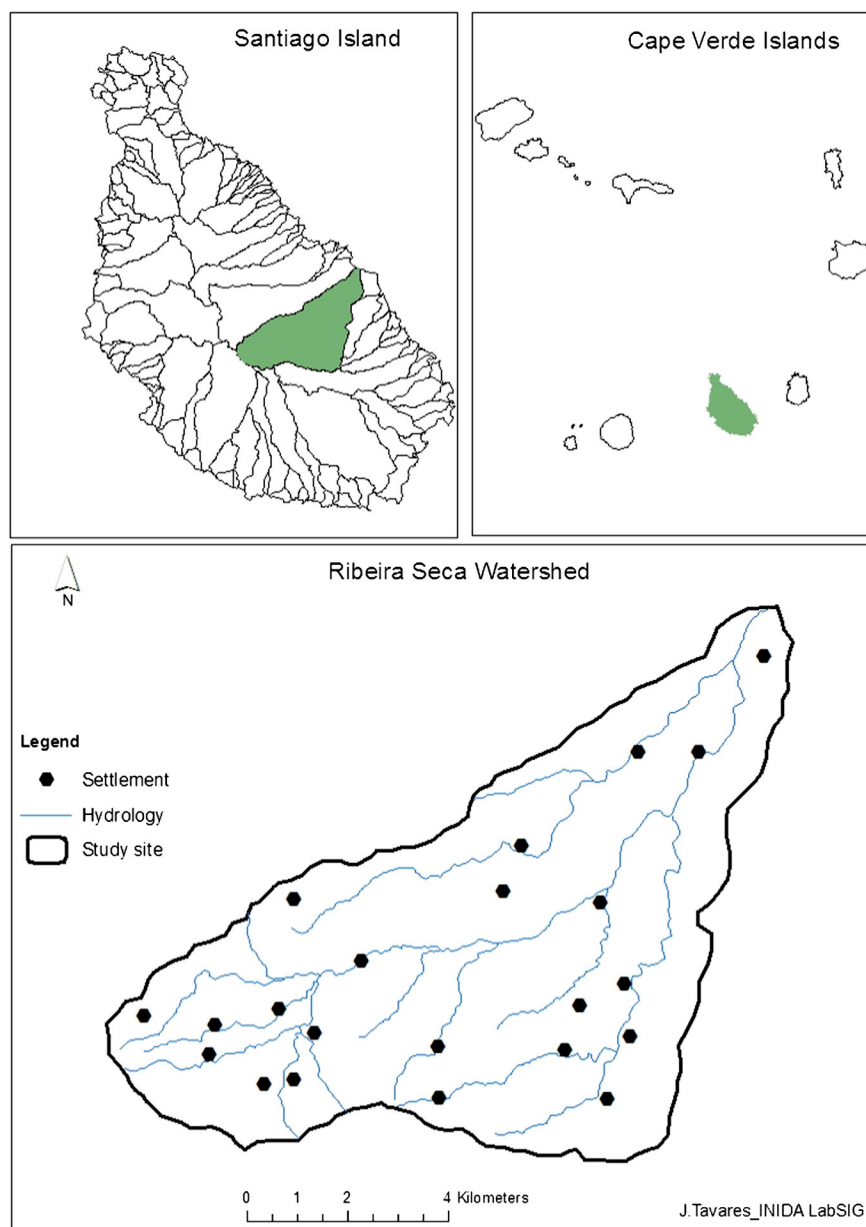 Santiago Island
Cape Verde Islands
Ribeira Seca Watershed
N
Legend
Settlement
Hydrology
Study site
0 1 2 4 Kilometers
J.Tavares_INIDA LabSIG